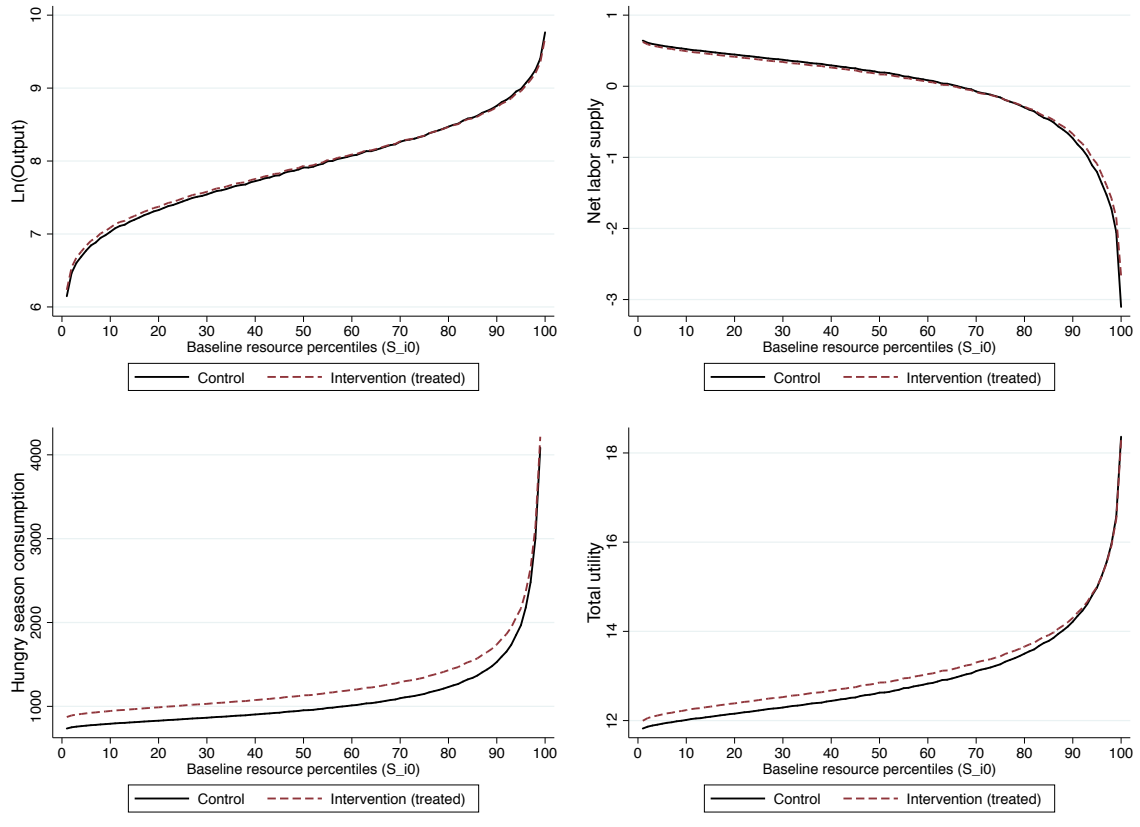 Ln(Output)
10
9
8
7
6
0 10 20 30 40 50 60 70 80 90 100
Baseline resource percentiles (S_i0)
Control Intervention (treated)
Net labor supply
1
0
-1
-2
-3
0 10 20 30 40 50 60 70 80 90 100
Baseline resource percentiles (S_i0)
Control Intervention (treated)
Hungry season consumption
4000
3000
2000
1000
0 10 20 30 40 50 60 70 80 90 100
Baseline resource percentiles (S_i0)
Control Intervention (treated)
Total utility
18
16
14
12
0 10 20 30 40 50 60 70 80 90 100
Baseline resource percentiles (S_i0)
Control Intervention (treated)